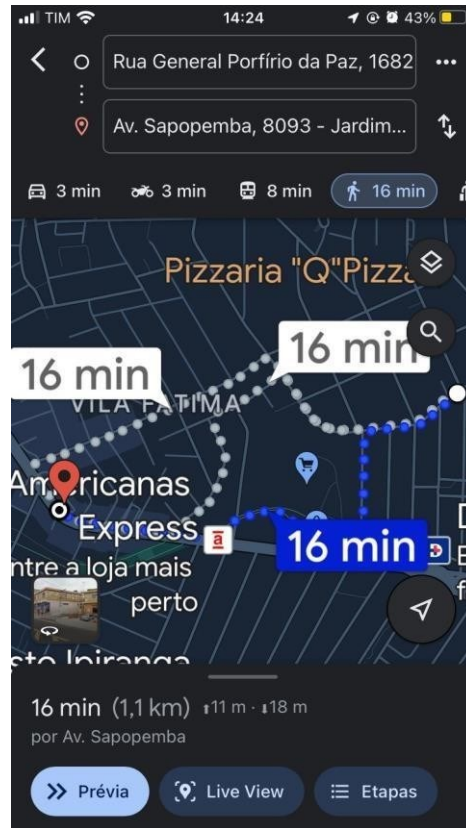 TIM 14:24 43%
Rua General Porfírio da Paz, 1682
Av. Sapopemba, 8093 - Jardim...
3 min 3 min 8 min 16 min
Pizzaria "Q"Pizza
16 min
16 min
VILA FATIMA
Americanas
Express
a
16 min
ntre a loja mais
perto
sto Ipiranga
16 min (1,1 km) 11 m · 18 m
por Av. Sapopemba
Prévia Live View Etapas